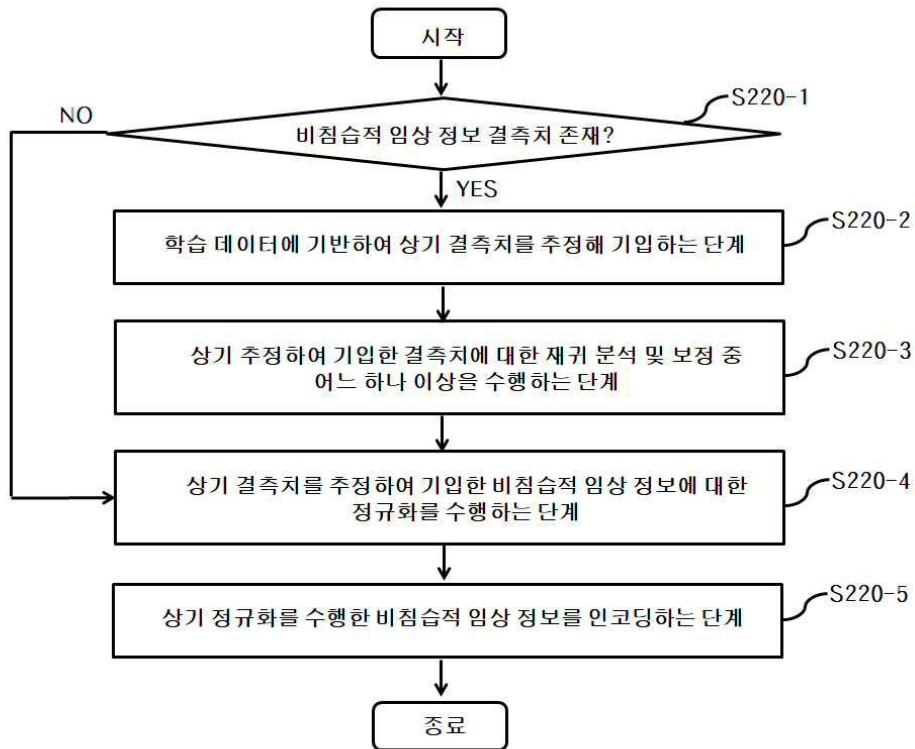 시작
S220-1
NO
비침습적 임상 정보 결측치 존재?
YES
S220-2
학습 데이터에 기반하여 상기 결측치를 추정해 기입하는 단계
S220-3
상기 추정하여 기입한 결측치에 대한 재귀 분석 및 보정 중
어느 하나 이상을 수행하는 단계
S220-4
상기 결측치를 추정하여 기입한 비침습적 임상 정보에 대한
정규화를 수행하는 단계
S220-5
상기 정규화를 수행한 비침습적 임상 정보를 인코딩하는 단계
종료